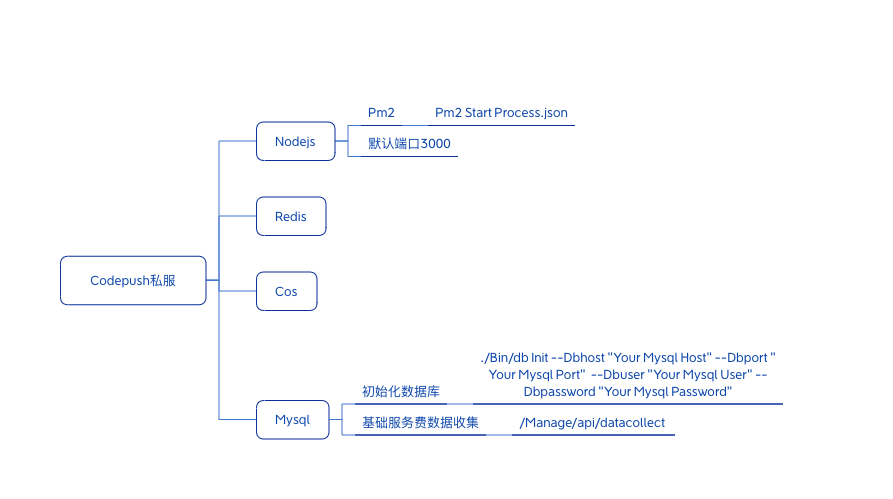 Pm2
Pm2 Start Process.json
Nodejs
默认端口3000
Redis
Codepush私服
Cos
./Bin/db Init --Dbhost "Your Mysql Host" --Dbport "
Your Mysql Port"  --Dbuser "Your Mysql User" --
Dbpassword "Your Mysql Password"
初始化数据库
Mysql
基础服务费数据收集
/Manage/api/datacollect